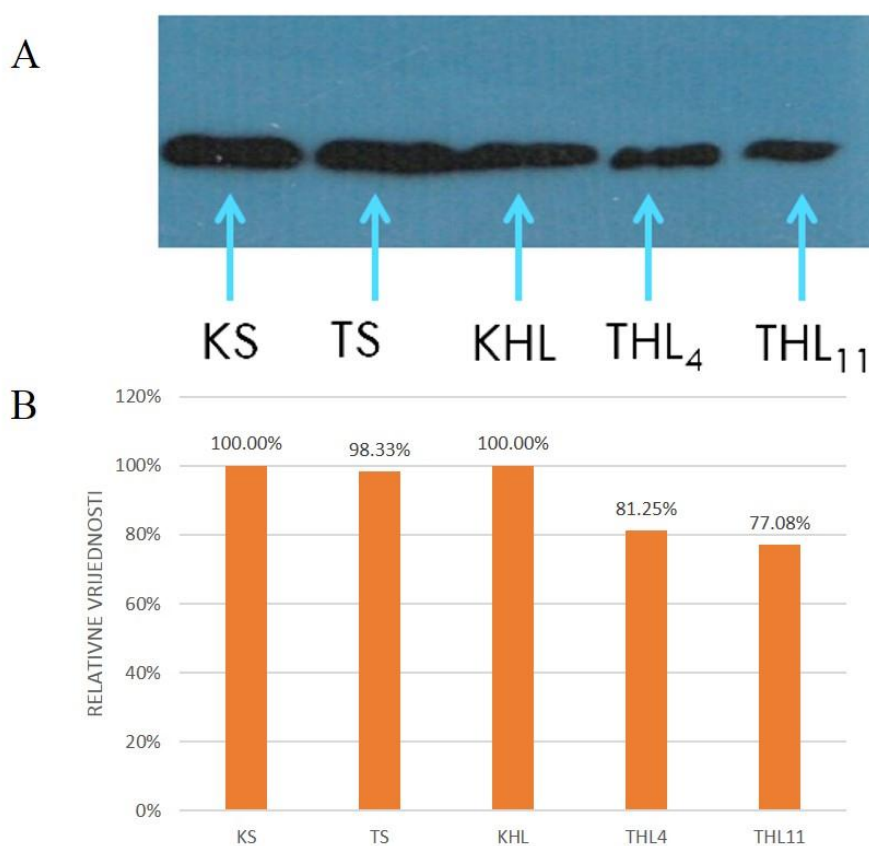 A
KS TS KHL THL₄ THL₁₁
B
120%
100%
80%
60%
40%
20%
0%
RELATIVNE VRIJEDNOSTI
100.00% 98.33% 100.00% 81.25% 77.08%
KS TS KHL THL4 THL11